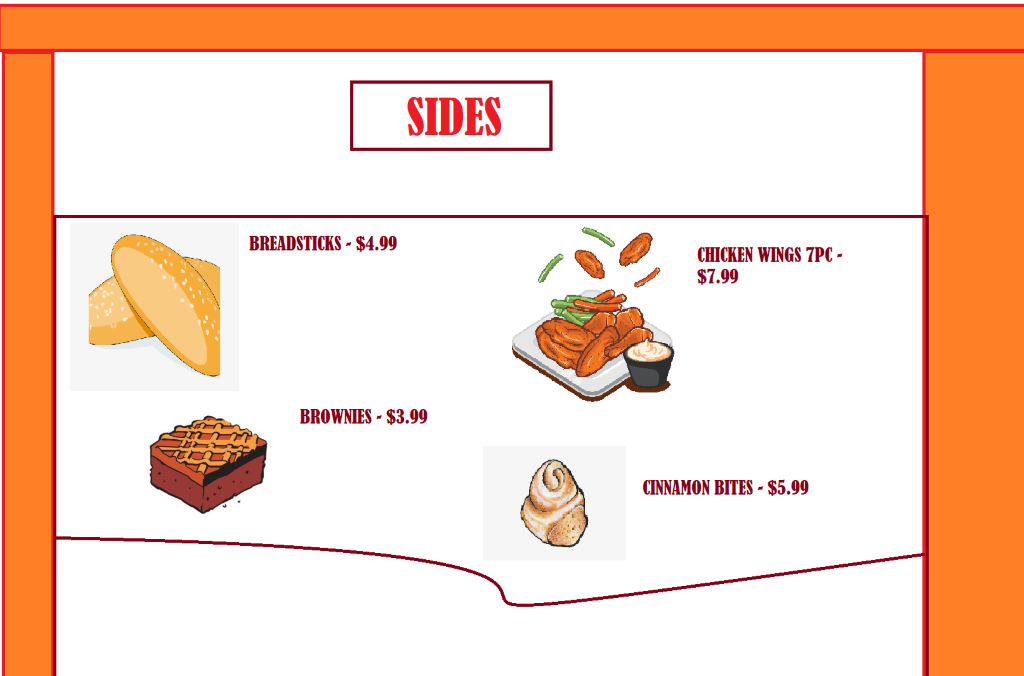 SIDES
BREADSTICKS - $4.99
CHICKEN WINGS 7PC -
$7.99
BROWNIES - $3.99
CINNAMON BITES - $5.99